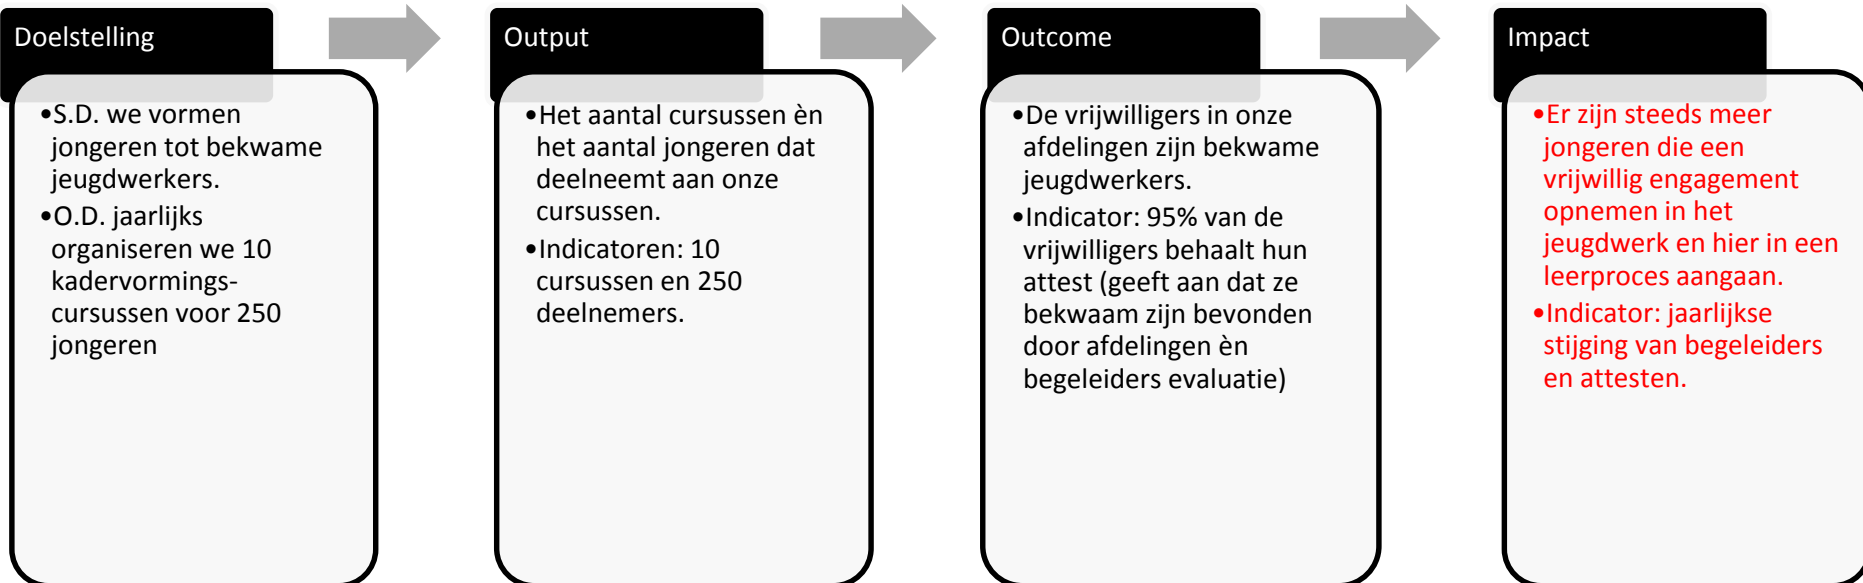 Doelstelling
•S.D. we vormen
jongeren tot bekwame
jeugdwerkers.
•O.D. jaarlijks
organiseren we 10
kadervormings-
cursussen voor 250
jongeren
Output
•Het aantal cursussen èn
het aantal jongeren dat
deelneemt aan onze
cursussen.
•Indicatoren: 10
cursussen en 250
deelnemers.
Outcome
•De vrijwilligers in onze
afdelingen zijn bekwame
jeugdwerkers.
•Indicator: 95% van de
vrijwilligers behaalt hun
attest (geeft aan dat ze
bekwaam zijn bevonden
door afdelingen èn
begeleiders evaluatie)
Impact
•Er zijn steeds meer
jongeren die een
vrijwillig engagement
opnemen in het
jeugdwerk en hier in een
leerproces aangaan.
•Indicator: jaarlijkse
stijging van begeleiders
en attesten.